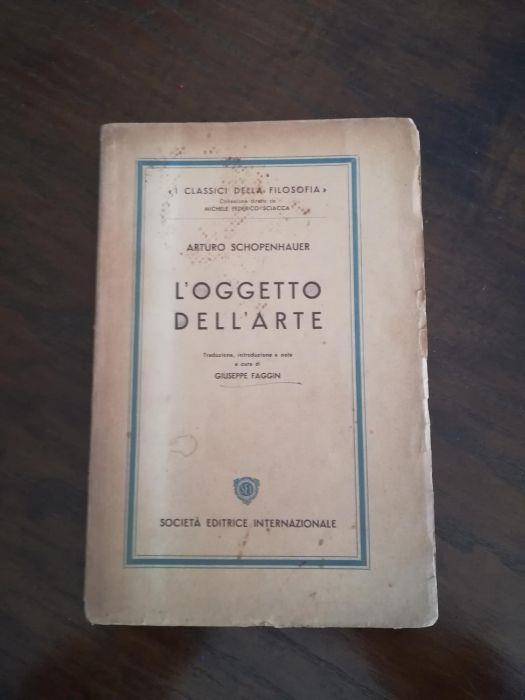 «I CLASSICI DELLA FILOSOFIA»
Collezione diretta da
MICHELE FEDERICO SCIACCA
ARTURO SCHOPENHAUER
L'OGGETTO
DELL'ARTE
Traduzione, introduzione e note
a cura di
GIUSEPPE FAGGIN
SEI
SOCIETÀ EDITRICE INTERNAZIONALE